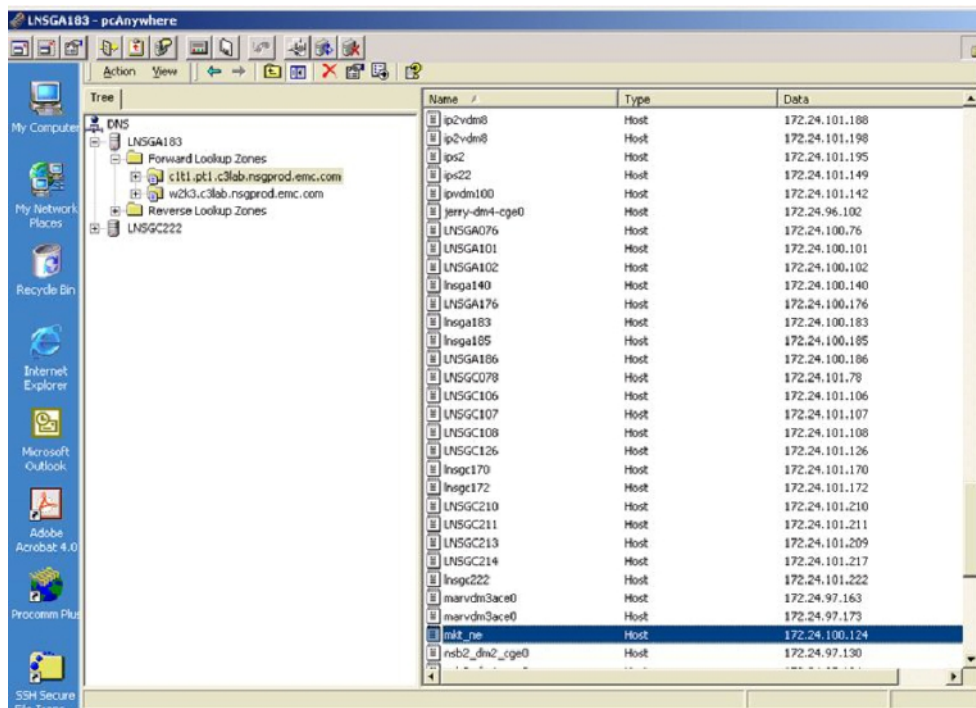 LNSGA183 - pcAnywhere
Action View
Tree
DNS
LNSGA183
Forward Lookup Zones
c1t1.pt1.c3lab.nsgprod.emc.com
w2k3.c3lab.nsgprod.emc.com
Reverse Lookup Zones
LNSGC222
My Computer
My Network
Places
Recycle Bin
Internet
Explorer
Microsoft
Outlook
Adobe
Acrobat 4.0
Procomm Plus
SSH Secure
Name Type Data
ip2vdm8 Host 172.24.101.188
ip2vdm8 Host 172.24.101.198
ips2 Host 172.24.101.195
ips22 Host 172.24.101.149
ipvdm100 Host 172.24.101.142
jerry-dm4-cge0 Host 172.24.96.102
LNSGA076 Host 172.24.100.76
LNSGA101 Host 172.24.100.101
LNSGA102 Host 172.24.100.102
lnsga140 Host 172.24.100.140
LNSGA176 Host 172.24.100.176
lnsga183 Host 172.24.100.183
lnsga185 Host 172.24.100.185
LNSGA186 Host 172.24.100.186
LNSGC078 Host 172.24.101.78
LNSGC106 Host 172.24.101.106
LNSGC107 Host 172.24.101.107
LNSGC108 Host 172.24.101.108
LNSGC126 Host 172.24.101.126
lnsgc170 Host 172.24.101.170
lnsgc172 Host 172.24.101.172
LNSGC210 Host 172.24.101.210
LNSGC211 Host 172.24.101.211
LNSGC213 Host 172.24.101.209
LNSGC214 Host 172.24.101.217
lnsgc222 Host 172.24.101.222
marvdm3ace0 Host 172.24.97.163
marvdm3ace0 Host 172.24.97.173
mkt_ne Host 172.24.100.124
nsb2_dm2_cge0 Host 172.24.97.130